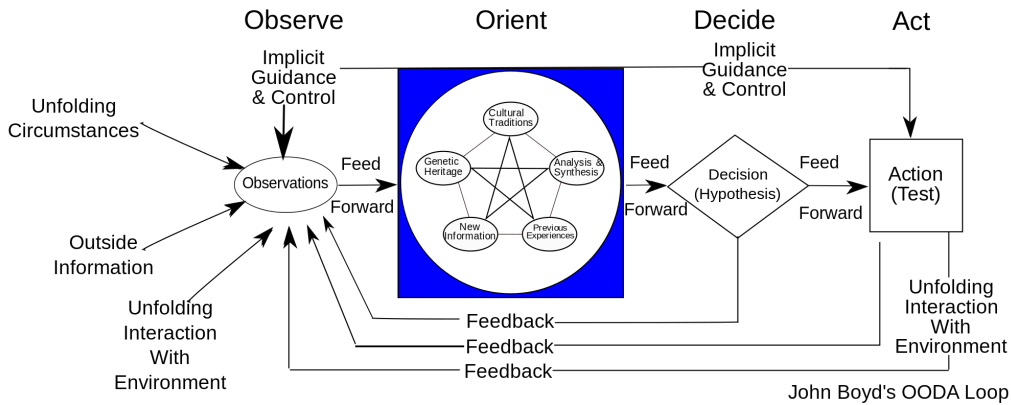 Observe
Orient
Decide
Act
Implicit
Guidance
& Control
Implicit
Guidance
& Control
Unfolding
Circumstances
Cultural
Traditions
Genetic
Heritage
Analysis &
Synthesis
New
Information
Previous
Experiences
Observations
Feed
Forward
Feed
Forward
Decision
(Hypothesis)
Feed
Forward
Action
(Test)
Outside
Information
Unfolding
Interaction
With
Environment
Unfolding
Interaction
With
Environment
Feedback
Feedback
Feedback
John Boyd's OODA Loop